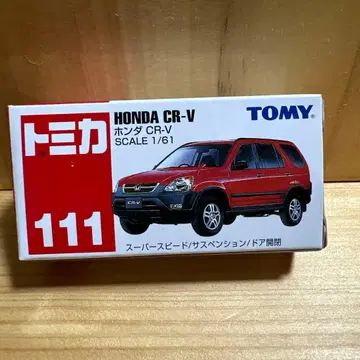 トミカ
111
HONDA CR-V
ホンダ CR-V
SCALE 1/61
TOMY
CR-V
スーパースピード/サスペンション/ドア開閉